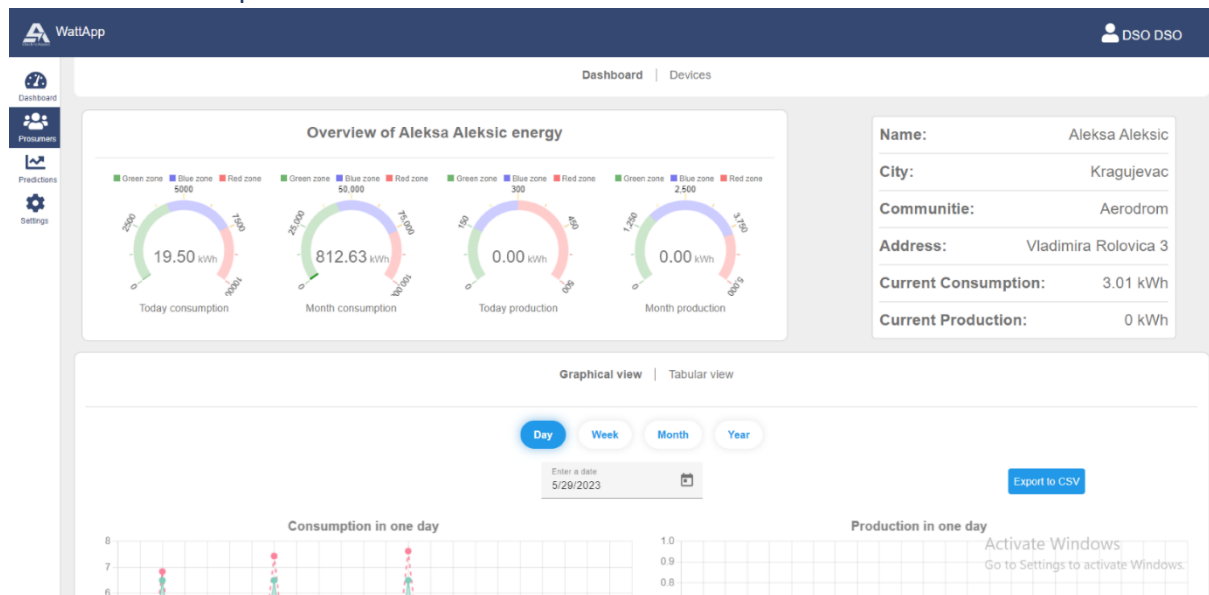 WattApp
DSO DSO
Dashboard
Prosumers
Predictions
Settings
Dashboard | Devices
Overview of Aleksa Aleksic energy
Green zone Blue zone Red zone
0
2500
5000
7500
10000
19.50 kWh
Today consumption
Green zone Blue zone Red zone
0
25,000
50,000
75,000
100,000
812.63 kWh
Month consumption
Green zone Blue zone Red zone
0
150
300
450
500
0.00 kWh
Today production
Green zone Blue zone Red zone
0
1,250
2,500
3,750
5,000
0.00 kWh
Month production
Name: Aleksa Aleksic
City: Kragujevac
Communitie: Aerodrom
Address: Vladimira Rolovica 3
Current Consumption: 3.01 kWh
Current Production: 0 kWh
Graphical view | Tabular view
Day Week Month Year
Enter a date
5/29/2023
Export to CSV
Consumption in one day
8
7
6
Production in one day
1.0
0.9
0.8
Activate Windows
Go to Settings to activate Windows.